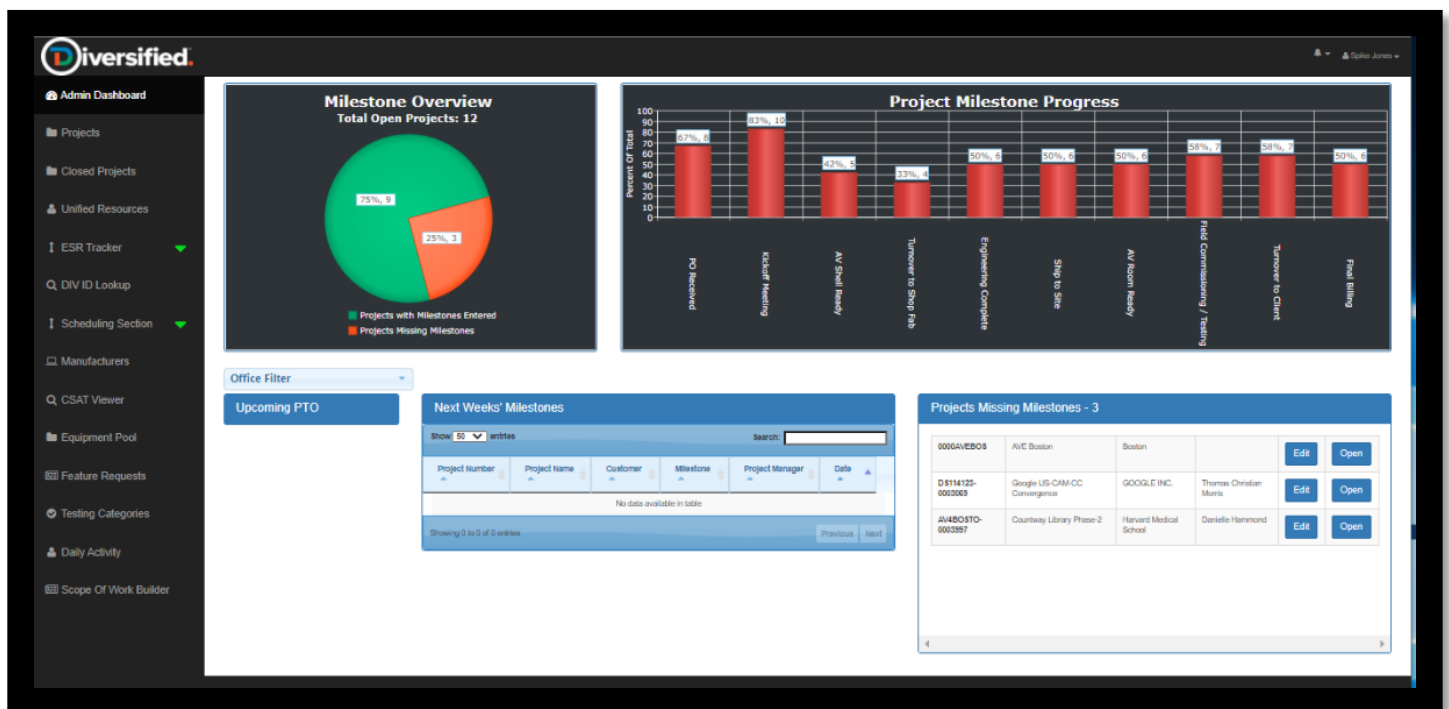 Diversified.
Spike Jones
Admin Dashboard
Projects
Closed Projects
Unified Resources
ESR Tracker
DIV ID Lookup
Scheduling Section
Manufacturers
CSAT Viewer
Equipment Pool
Feature Requests
Testing Categories
Daily Activity
Scope Of Work Builder
Milestone Overview
Total Open Projects: 12
75%, 9
25%, 3
Projects with Milestones Entered
Projects Missing Milestones
Project Milestone Progress
Percent Of Total
100
90
80
70
60
50
40
30
20
10
0
67%, 8
83%, 10
42%, 5
33%, 4
50%, 6
50%, 6
50%, 6
58%, 7
58%, 7
50%, 6
PO Received
Kickoff Meeting
AV Shell Ready
Turnover to Shop Fab
Engineering Complete
Ship to Site
AV Room Ready
Field Commissioning / Testing
Turnover to Client
Final Billing
Office Filter
Upcoming PTO
Next Weeks' Milestones
Show 50 entries
Search:
Project Number Project Name Customer Milestone Project Manager Date
No data available in table
Showing 0 to 0 of 0 entries
Previous Next
Projects Missing Milestones - 3
0000AVEBOS AVE Boston Boston Edit Open
DS114123-
0003069
Google US-CAM-CC
Convergence
GOOGLE INC.
Thomas Christian
Morris
Edit Open
AV4BOSTO-
0003997
Countway Library Phase-2
Harvard Medical
School
Danielle Hammond
Edit Open